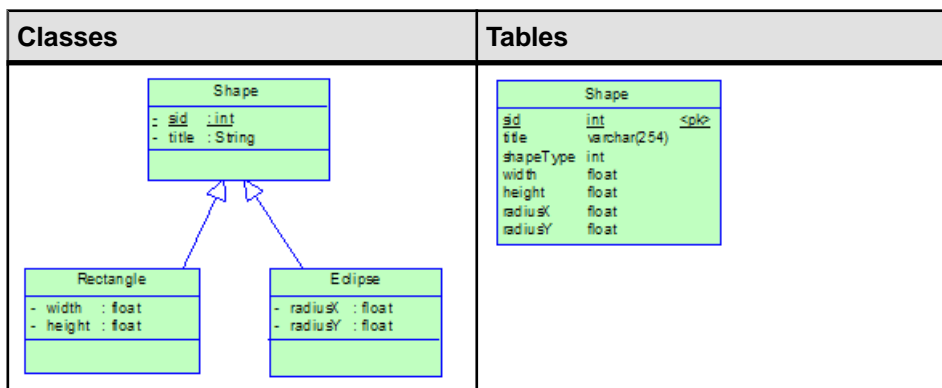 Classes
Tables
Shape
- sid : int
- title : String
Rectangle
- width : float
- height : float
Eclipse
- radiusX : float
- radiusY : float
Shape
sid int <pk>
title varchar(254)
shapeType int
width float
height float
radiusX float
radiusY float